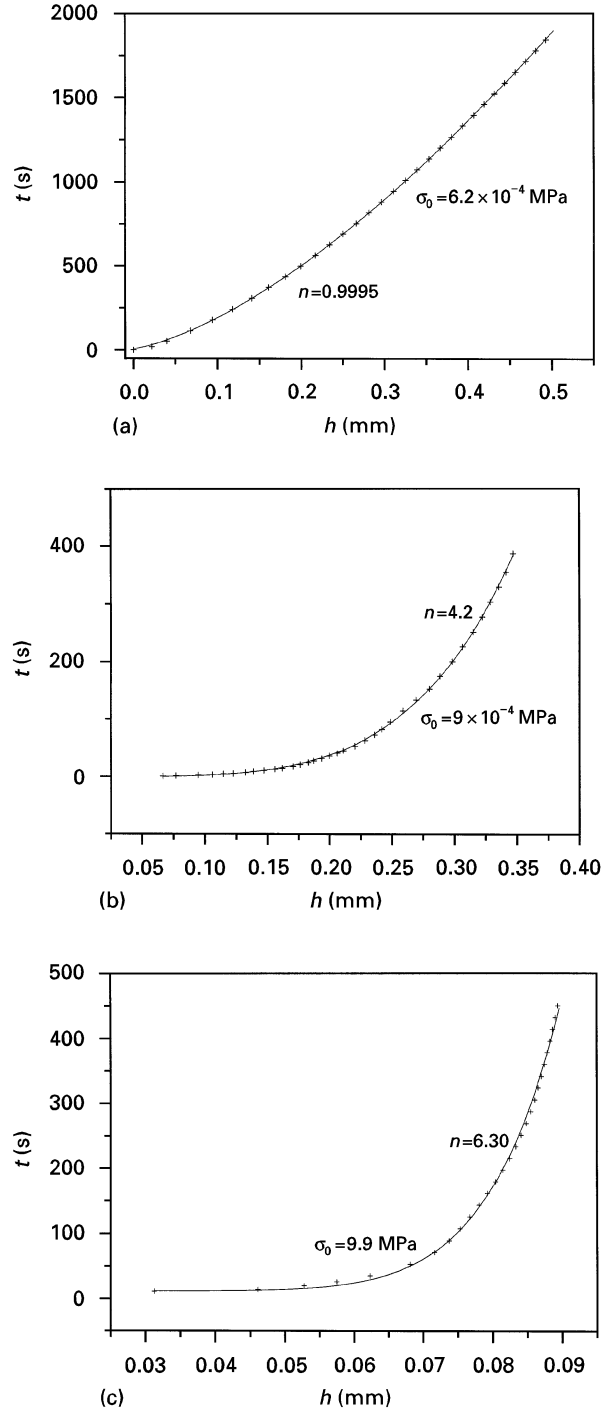 2000
1500
1000
500
0
t (s)
σ₀=6.2×10⁻⁴ MPa
n=0.9995
0.0 0.1 0.2 0.3 0.4 0.5
(a) h (mm)
400
200
0
t (s)
n=4.2
σ₀=9×10⁻⁴ MPa
0.05 0.10 0.15 0.20 0.25 0.30 0.35 0.40
(b) h (mm)
500
400
300
200
100
0
t (s)
n=6.30
σ₀=9.9 MPa
0.03 0.04 0.05 0.06 0.07 0.08 0.09
(c) h (mm)